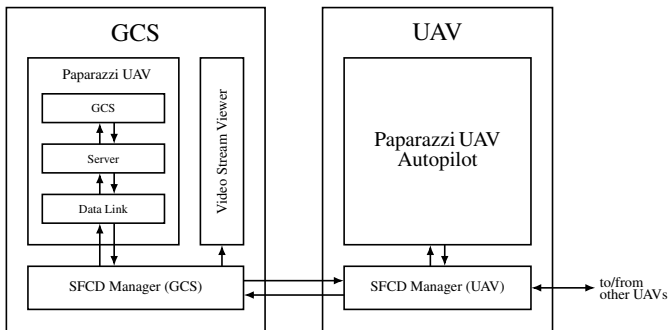 GCS
Paparazzi UAV
GCS
Server
Data Link
Video Stream Viewer
SFCD Manager (GCS)
UAV
Paparazzi UAV
Autopilot
SFCD Manager (UAV)
to/from
other UAVs